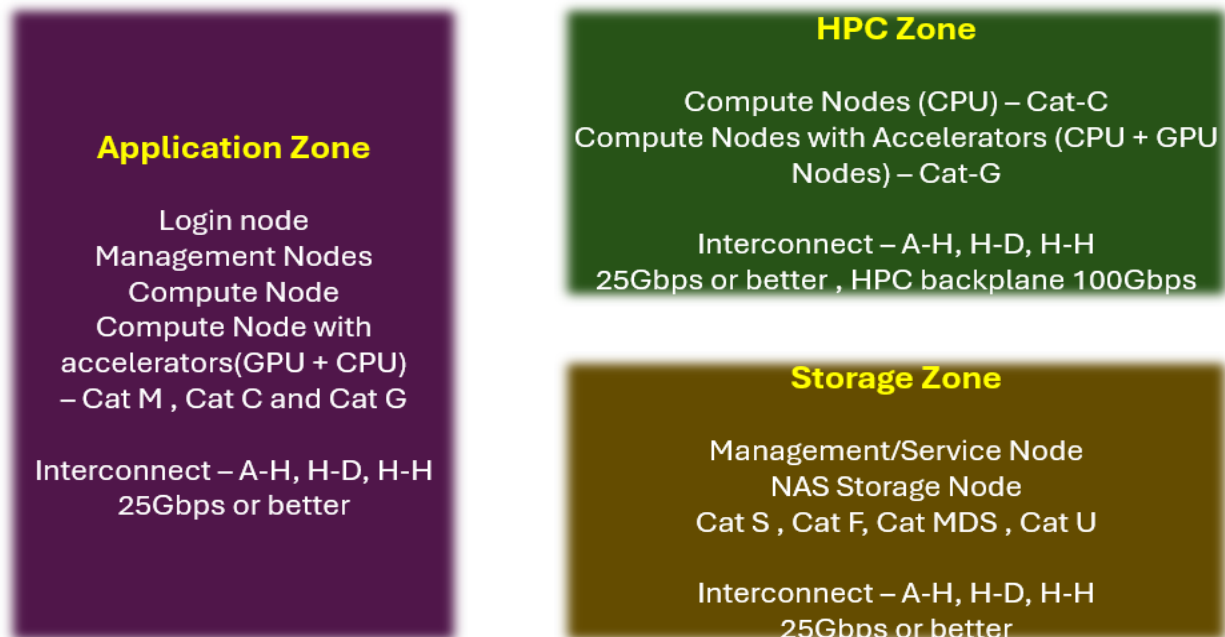 Application Zone
Login node
Management Nodes
Compute Node
Compute Node with
accelerators(GPU + CPU)
– Cat M , Cat C and Cat G
Interconnect – A-H, H-D, H-H
25Gbps or better
HPC Zone
Compute Nodes (CPU) – Cat-C
Compute Nodes with Accelerators (CPU + GPU
Nodes) – Cat-G
Interconnect – A-H, H-D, H-H
25Gbps or better , HPC backplane 100Gbps
Storage Zone
Management/Service Node
NAS Storage Node
Cat S , Cat F, Cat MDS , Cat U
Interconnect – A-H, H-D, H-H
25Gbps or better